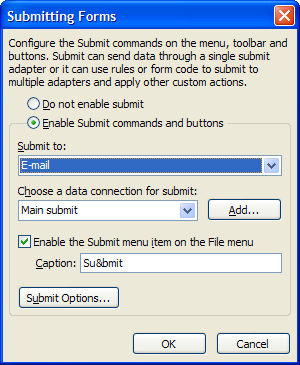 Submitting Forms
Configure the Submit commands on the menu, toolbar and
buttons. Submit can send data through a single submit
adapter or it can use rules or form code to submit to
multiple adapters and apply other custom actions.
Do not enable submit
Enable Submit commands and buttons
Submit to:
E-mail
Choose a data connection for submit:
Main submit
Add...
Enable the Submit menu item on the File menu
Caption:
Su&bmit
Submit Options...
OK
Cancel